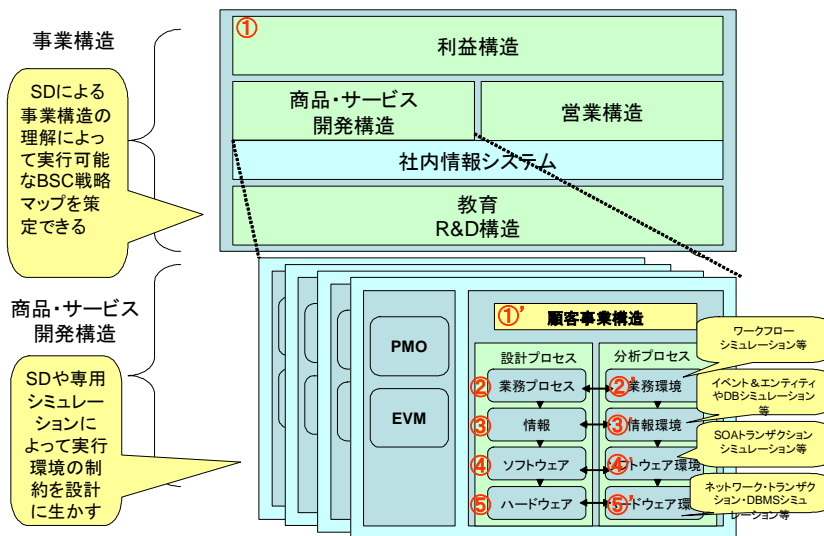 事業構造
①
利益構造
SDによる
事業構造の
理解によっ
て実行可能
なBSC戦略
マップを策
定できる
商品・サービス
開発構造
営業構造
社内情報システム
教育
R&D構造
商品・サービス
開発構造
SDや専用
シミュレーション
によって実行
環境の制
約を設計
に生かす
PMO
EVM
①’
顧客事業構造
設計プロセス
分析プロセス
②
業務プロセス
②’
業務環境
③
情報
③’
情報環境
④
ソフトウェア
④’
ソフトウェア環境
⑤
ハードウェア
⑤’
ハードウェア環
ワークフロー
シミュレーション等
イベント&エンティティ
やDBシミュレーション
等
SOAトランザクション
シミュレーション等
ネットワーク・トランザク
ション・DBMSシミュ
レーション等